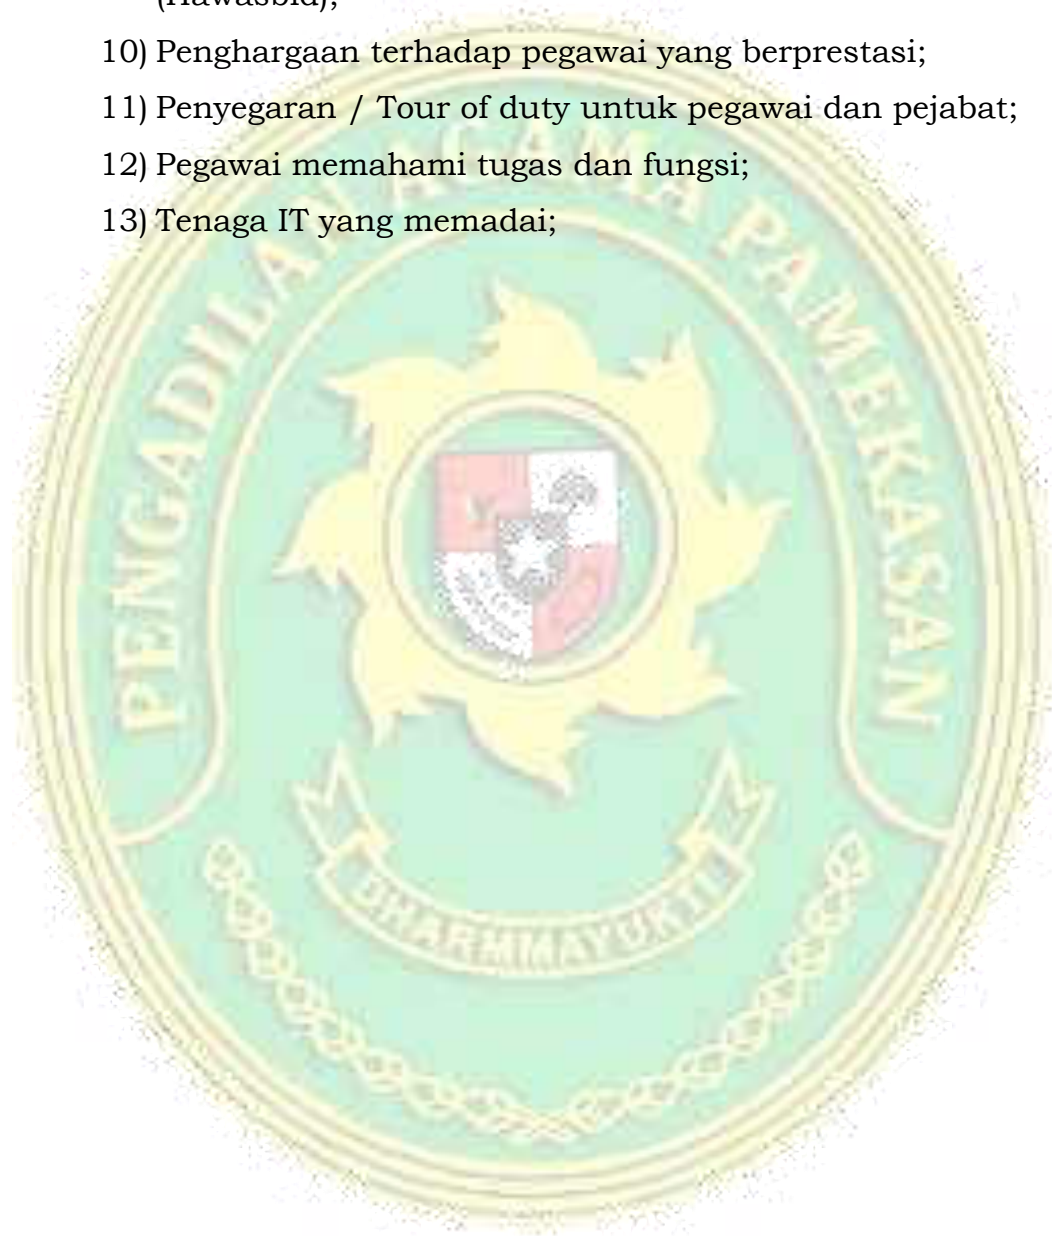 (Hawasbid);
10) Penghargaan terhadap pegawai yang berprestasi;
11) Penyegaran / Tour of duty untuk pegawai dan pejabat;
12) Pegawai memahami tugas dan fungsi;
13) Tenaga IT yang memadai;
PENGADILAN AGAMA PAMEKASAN
DHARMMAYUKTI